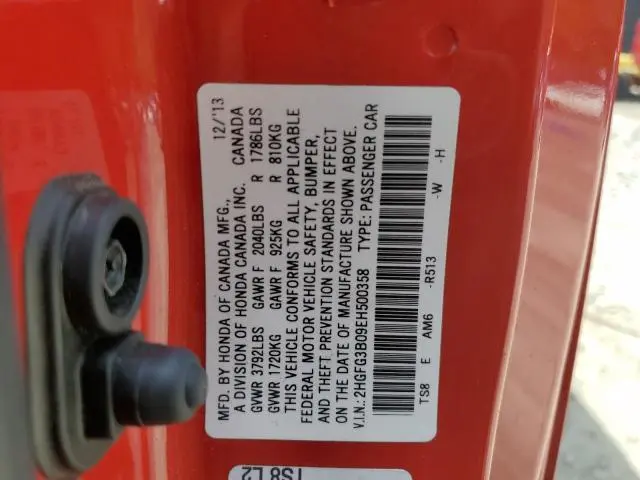 MFD. BY HONDA OF CANADA MFG., 12/'13
A DIVISION OF HONDA CANADA INC. CANADA
GVWR 3792LBS GAWR F 2040LBS R 1786LBS
GVWR 1720KG GAWR F 925KG R 810KG
THIS VEHICLE CONFORMS TO ALL APPLICABLE
FEDERAL MOTOR VEHICLE SAFETY, BUMPER,
AND THEFT PREVENTION STANDARDS IN EFFECT
ON THE DATE OF MANUFACTURE SHOWN ABOVE.
V.I.N.: 2HGFG3B09EH500358 TYPE: PASSENGER CAR
TS8 E AM6 -R513 -W -H
TS8 L2